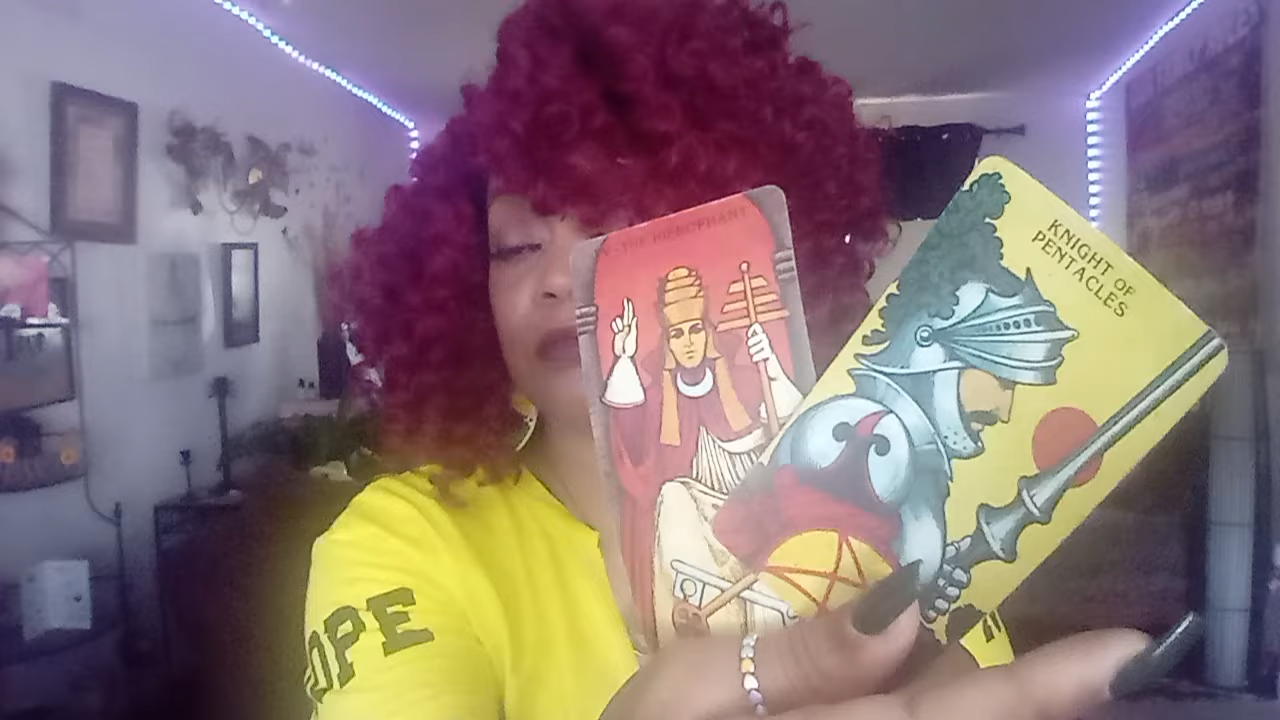 V • THE HIEROPHANT
KNIGHT OF
PENTACLES
OPE